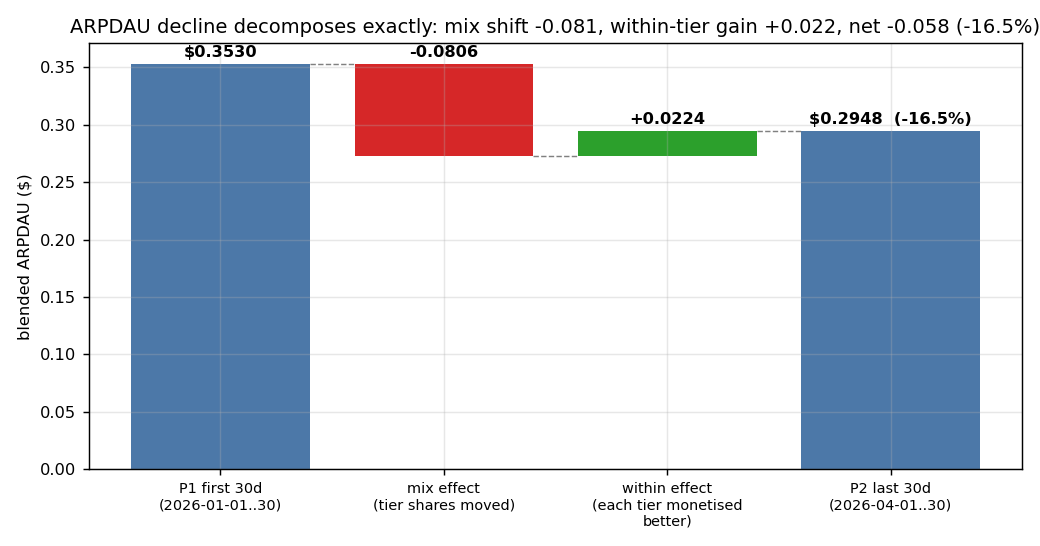 ARPDAU decline decomposes exactly: mix shift -0.081, within-tier gain +0.022, net -0.058 (-16.5%)
$0.3530
-0.0806
+0.0224
$0.2948  (-16.5%)
blended ARPDAU ($)
0.35
0.30
0.25
0.20
0.15
0.10
0.05
0.00
P1 first 30d
(2026-01-01..30)
mix effect
(tier shares moved)
within effect
(each tier monetised
better)
P2 last 30d
(2026-04-01..30)